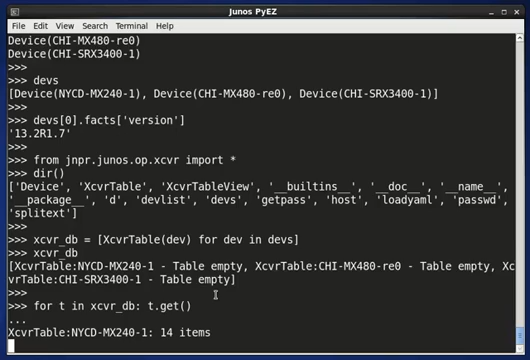 Junos PyEZ
File Edit View Search Terminal Help
Device(CHI-MX480-re0)
Device(CHI-SRX3400-1)
>>>
>>> devs
[Device(NYCD-MX240-1), Device(CHI-MX480-re0), Device(CHI-SRX3400-1)]
>>>
>>> devs[0].facts['version']
'13.2R1.7'
>>>
>>> from jnpr.junos.op.xcvr import *
>>> dir()
['Device', 'XcvrTable', 'XcvrTableView', '__builtins__', '__doc__', '__name__',
'__package__', 'd', 'devlist', 'devs', 'getpass', 'host', 'loadyaml', 'passwd',
'splitext']
>>>
>>> xcvr_db = [XcvrTable(dev) for dev in devs]
>>> xcvr_db
[XcvrTable:NYCD-MX240-1 - Table empty, XcvrTable:CHI-MX480-re0 - Table empty, Xc
vrTable:CHI-SRX3400-1 - Table empty]
>>>
>>> for t in xcvr_db: t.get()
...
XcvrTable:NYCD-MX240-1: 14 items